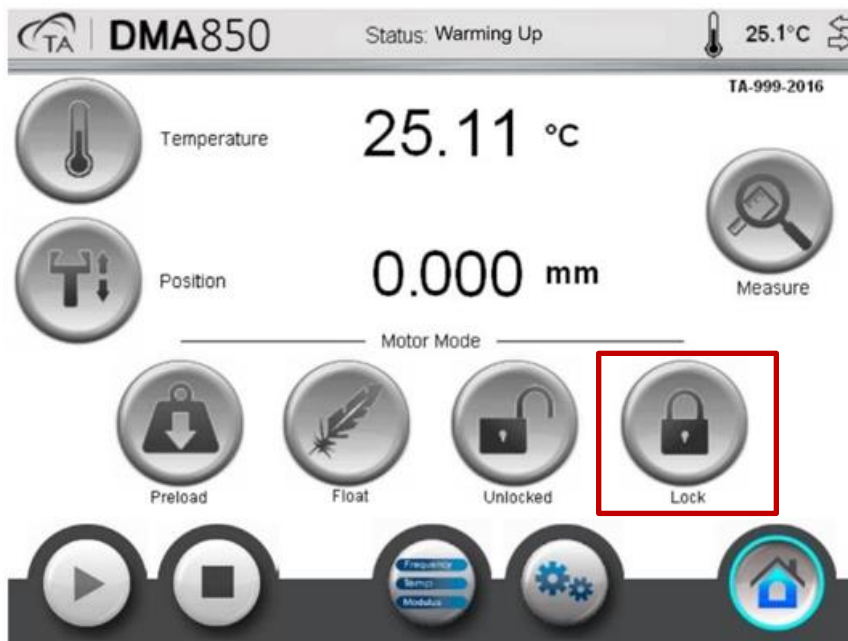 TA DMA850 Status: Warming Up 25.1°C
TA-999-2016
Temperature 25.11 °C
Position 0.000 mm
Measure
Motor Mode
Preload Float Unlocked Lock
Frequency
Temp
Modulus